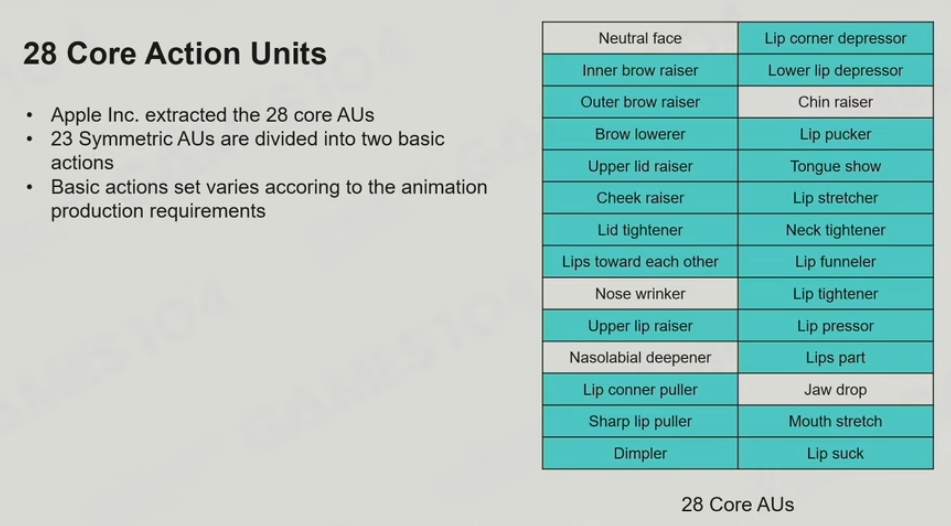 28 Core Action Units
• Apple Inc. extracted the 28 core AUs
• 23 Symmetric AUs are divided into two basic
actions
• Basic actions set varies accoring to the animation
production requirements
Neutral face
Inner brow raiser
Outer brow raiser
Brow lowerer
Upper lid raiser
Cheek raiser
Lid tightener
Lips toward each other
Nose wrinker
Upper lip raiser
Nasolabial deepener
Lip conner puller
Sharp lip puller
Dimpler
Lip corner depressor
Lower lip depressor
Chin raiser
Lip pucker
Tongue show
Lip stretcher
Neck tightener
Lip funneler
Lip tightener
Lip pressor
Lips part
Jaw drop
Mouth stretch
Lip suck
28 Core AUs
GAMES104
GAMES104